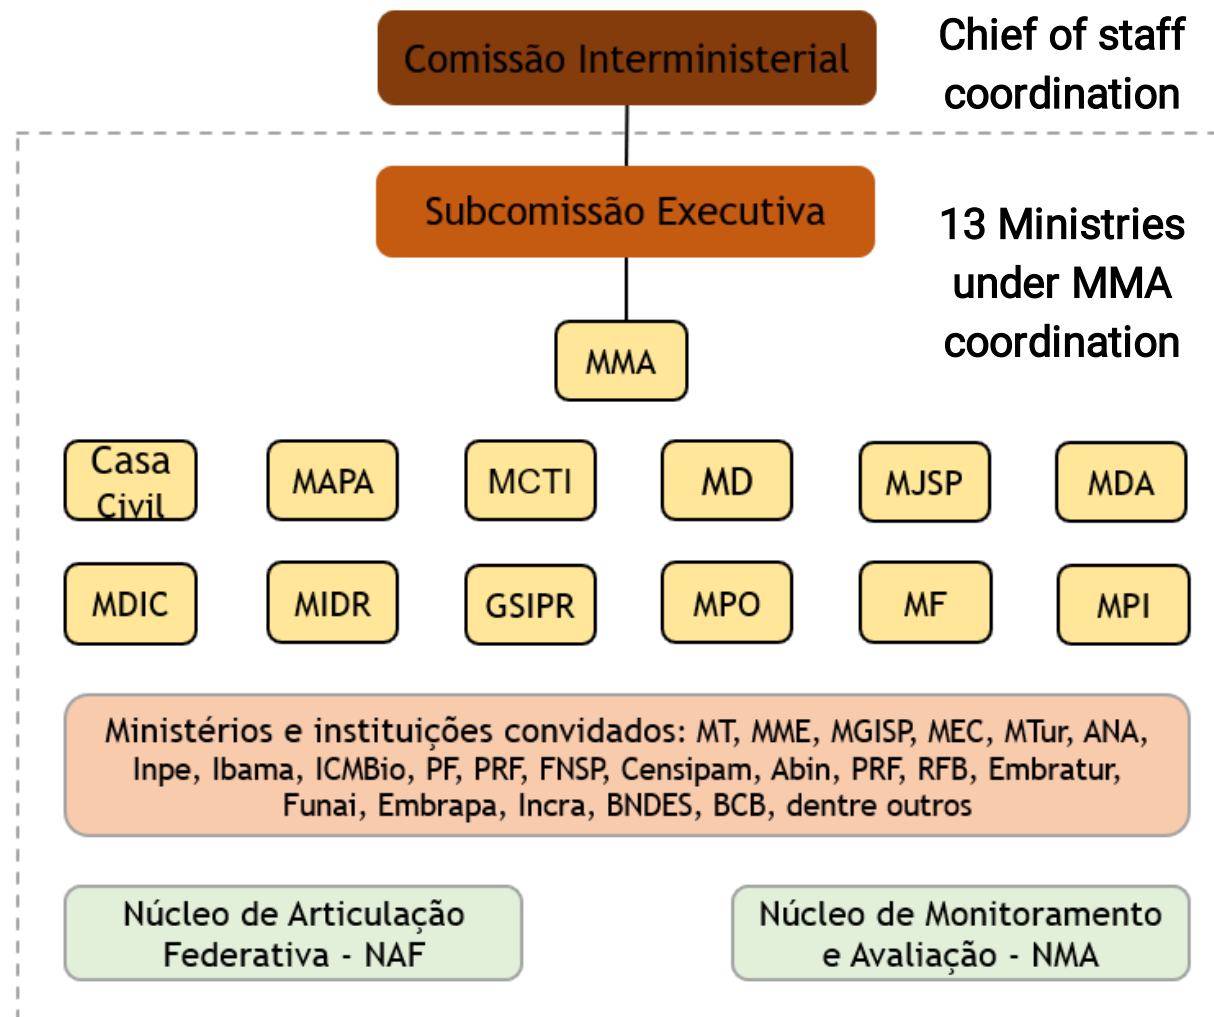 Comissão Interministerial
Chief of staff
coordination
Subcomissão Executiva
13 Ministries
under MMA
coordination
MMA
Casa
Civil
MAPA
MCTI
MD
MJSP
MDA
MDIC
MIDR
GSIPR
MPO
MF
MPI
Ministérios e instituições convidados: MT, MME, MGISP, MEC, MTur, ANA,
Inpe, Ibama, ICMBio, PF, PRF, FNSP, Censipam, Abin, PRF, RFB, Embratur,
Funai, Embrapa, Incra, BNDES, BCB, dentre outros
Núcleo de Articulação
Federativa - NAF
Núcleo de Monitoramento
e Avaliação - NMA